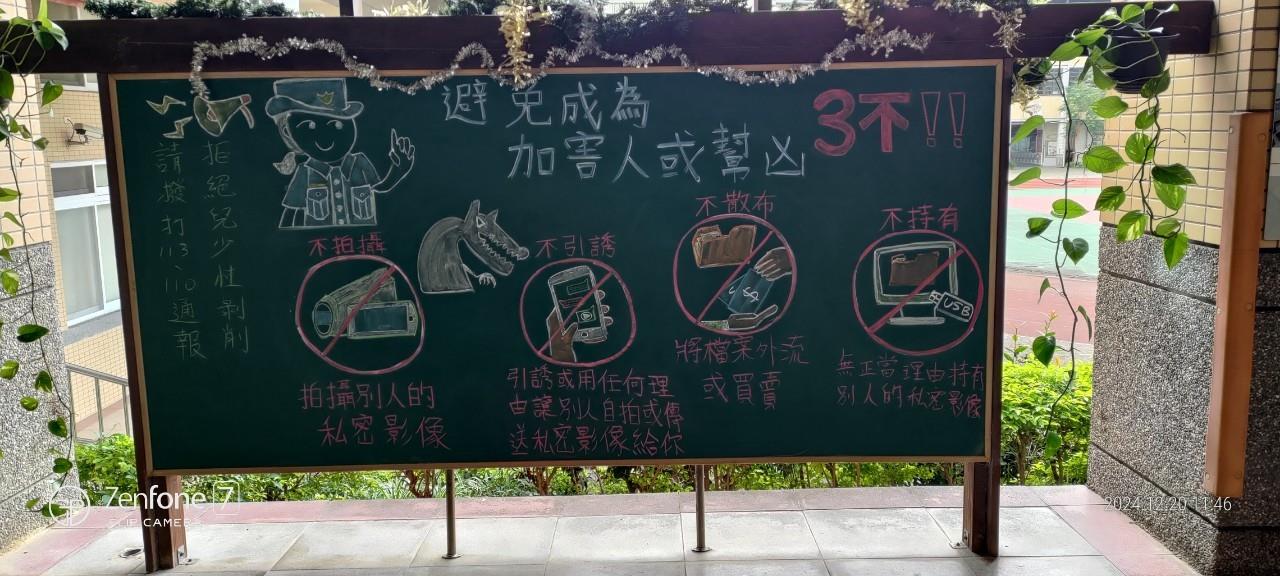 避免成為
加害人或幫凶
3不!!
拒絕兒少性剝削
請撥打113、110通報
不拍攝
拍攝別人的
私密影像
不引誘
引誘或用任何理
由讓別人自拍或傳
送私密影像給你
不散布
USB
將檔案外流
或買賣
不持有
USB
無正當理由持有
別人的私密影像
Zenfone 7
FLIP CAMERA
2024.12.20 11:46